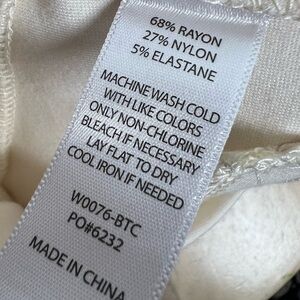 68% RAYON
27% NYLON
5% ELASTANE
MACHINE WASH COLD
WITH LIKE COLORS
ONLY NON-CHLORINE
BLEACH IF NECESSARY
LAY FLAT TO DRY
COOL IRON IF NEEDED
W0076-BTC
PO#6232
MADE IN CHINA